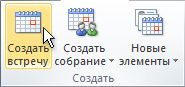 Создать встречу
Создать собрание
Новые элементы
Создать